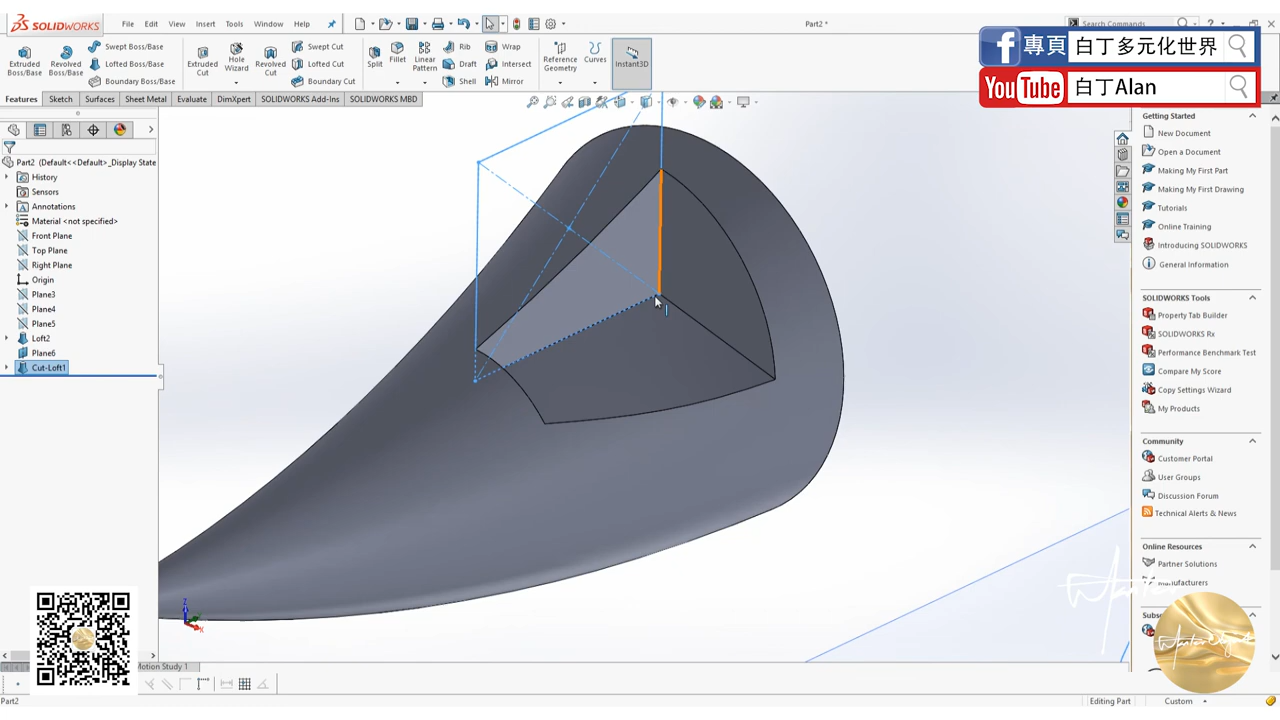 SOLIDWORKS
File Edit View Insert Tools Window Help
Part2 *
Search Commands
Extruded Boss/Base
Revolved Boss/Base
Swept Boss/Base
Lofted Boss/Base
Boundary Boss/Base
Extruded Cut
Hole Wizard
Revolved Cut
Swept Cut
Lofted Cut
Boundary Cut
Split
Fillet
Linear Pattern
Rib
Draft
Shell
Wrap
Intersect
Mirror
Reference Geometry
Curves
Instant3D
專頁 白丁多元化世界
YouTube 白丁Alan
Features Sketch Surfaces Sheet Metal Evaluate DimXpert SOLIDWORKS Add-Ins SOLIDWORKS MBD
Part2 (Default<<Default>_Display State
History
Sensors
Annotations
Material <not specified>
Front Plane
Top Plane
Right Plane
Origin
Plane3
Plane4
Plane5
Loft2
Plane6
Cut-Loft1
Getting Started
New Document
Open a Document
Making My First Part
Making My First Drawing
Tutorials
Online Training
Introducing SOLIDWORKS
General Information
SOLIDWORKS Tools
Property Tab Builder
SOLIDWORKS Rx
Performance Benchmark Test
Compare My Score
Copy Settings Wizard
My Products
Community
Customer Portal
User Groups
Discussion Forum
Technical Alerts & News
Online Resources
Partner Solutions
Manufacturers
Z
X
Motion Study 1
Part2
Editing Part
Custom